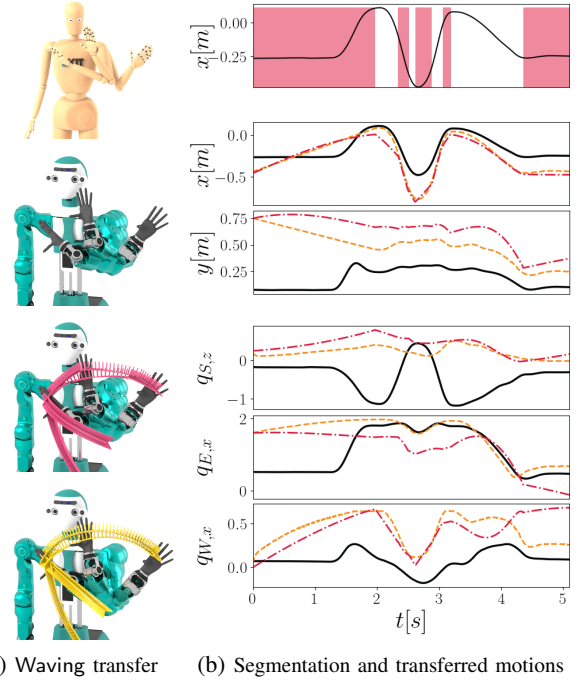 0.00
−0.25
x[m]
0.0
−0.5
x[m]
0.75
0.50
0.25
y[m]
0
−1
q_{S,z}
2
0
q_{E,x}
0.5
0.0
q_{W,x}
0 1 2 3 4 5
t[s]
) Waving transfer (b) Segmentation and transferred motions